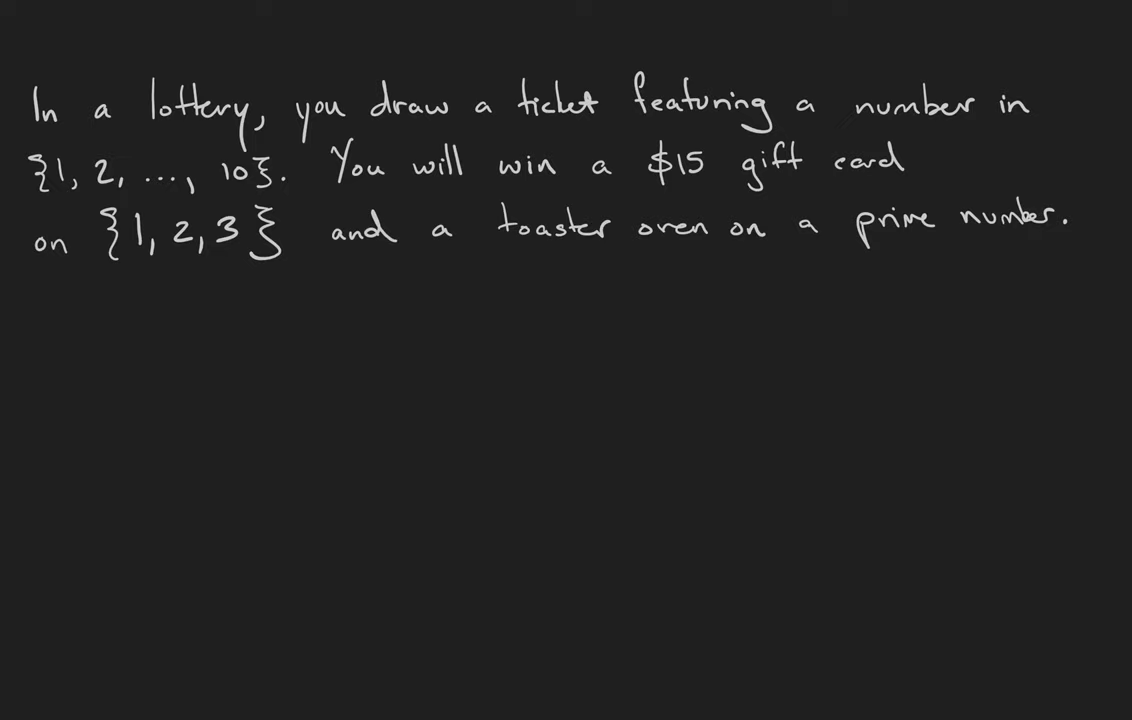 In a lottery, you draw a ticket featuring a number in
{1, 2, ..., 10}. You will win a $15 gift card
on {1, 2, 3} and a toaster oven on a prime number.